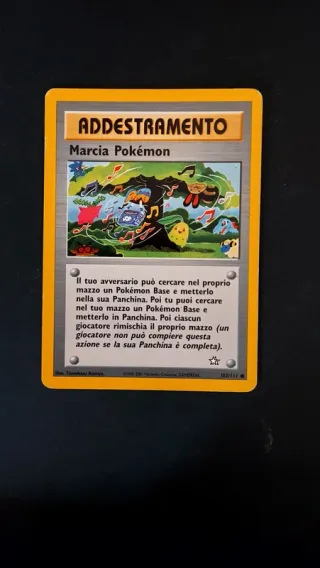 ADDESTRAMENTO
Marcia Pokémon
Il tuo avversario può cercare nel proprio
mazzo un Pokémon Base e metterlo
nella sua Panchina. Poi tu puoi cercare
nel tuo mazzo un Pokémon Base e
metterlo in Panchina. Poi ciascun
giocatore rimischia il proprio mazzo (un
giocatore non può compiere questa
azione se la sua Panchina è completa).
102/111